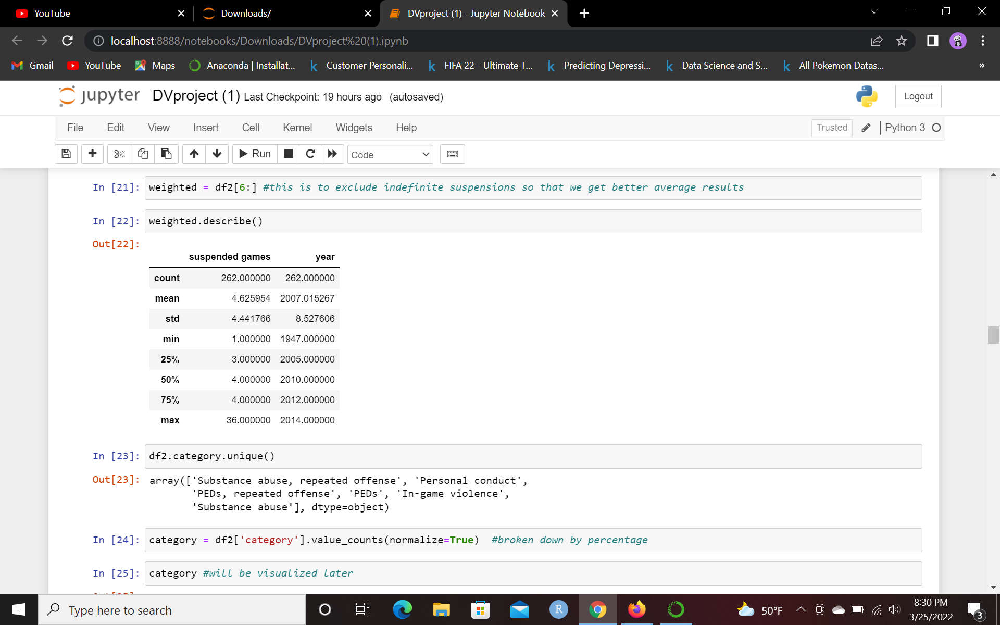 YouTube
Downloads/
DVproject (1) - Jupyter Notebook
localhost:8888/notebooks/Downloads/DVproject%20(1).ipynb
Gmail YouTube Maps Anaconda | Installat... Customer Personali... FIFA 22 - Ultimate T... Predicting Depressi... Data Science and S... All Pokemon Datas... »
jupyter DVproject (1) Last Checkpoint: 19 hours ago (autosaved) Logout
File Edit View Insert Cell Kernel Widgets Help Trusted Python 3
Run Code
In [21]: weighted = df2[6:] #this is to exclude indefinite suspensions so that we get better average results
In [22]: weighted.describe()
Out[22]:
suspended games year
count 262.000000 262.000000
mean 4.625954 2007.015267
std 4.441766 8.527606
min 1.000000 1947.000000
25% 3.000000 2005.000000
50% 4.000000 2010.000000
75% 4.000000 2012.000000
max 36.000000 2014.000000
In [23]: df2.category.unique()
Out[23]: array(['Substance abuse, repeated offense', 'Personal conduct',
'PEDs, repeated offense', 'PEDs', 'In-game violence',
'Substance abuse'], dtype=object)
In [24]: category = df2['category'].value_counts(normalize=True) #broken down by percentage
In [25]: category #will be visualized later
Type here to search
R
50°F
8:30 PM
3/25/2022
3